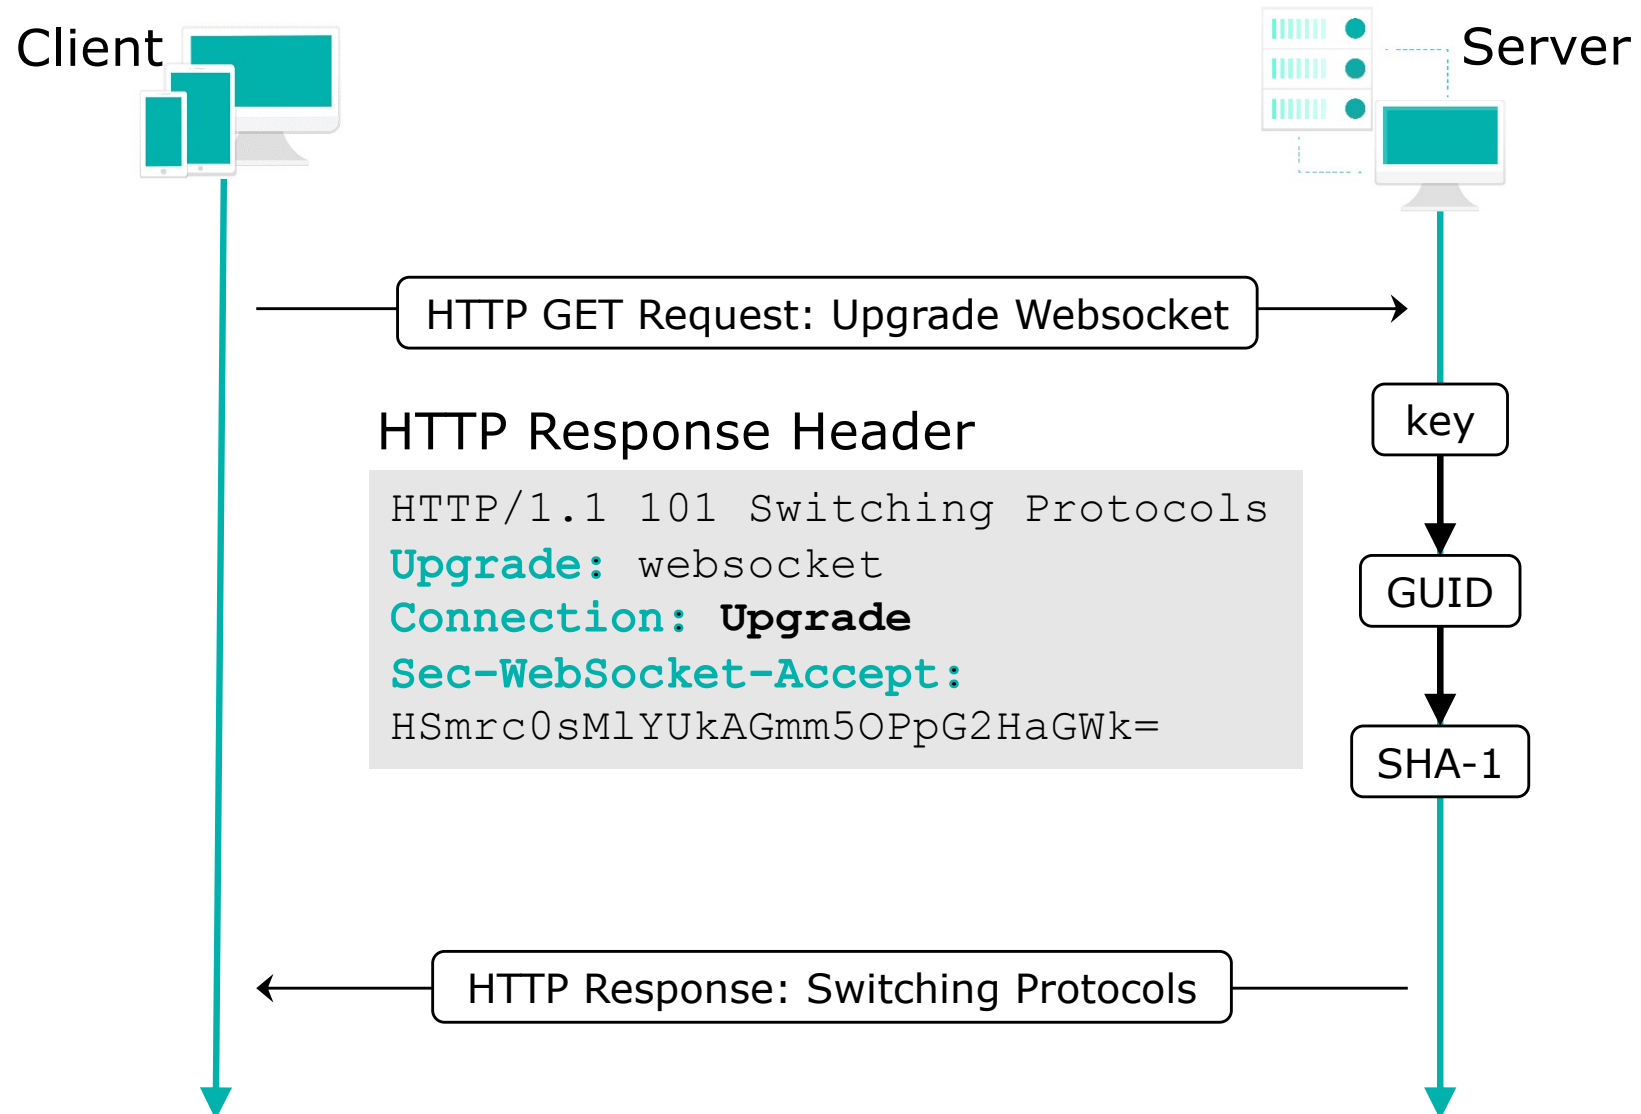 Client
Server
HTTP GET Request: Upgrade Websocket
key
HTTP Response Header
HTTP/1.1 101 Switching Protocols
Upgrade: websocket
Connection: Upgrade
Sec-WebSocket-Accept:
HSmrc0sMlYUkAGmm5OPpG2HaGWk=
GUID
SHA-1
HTTP Response: Switching Protocols